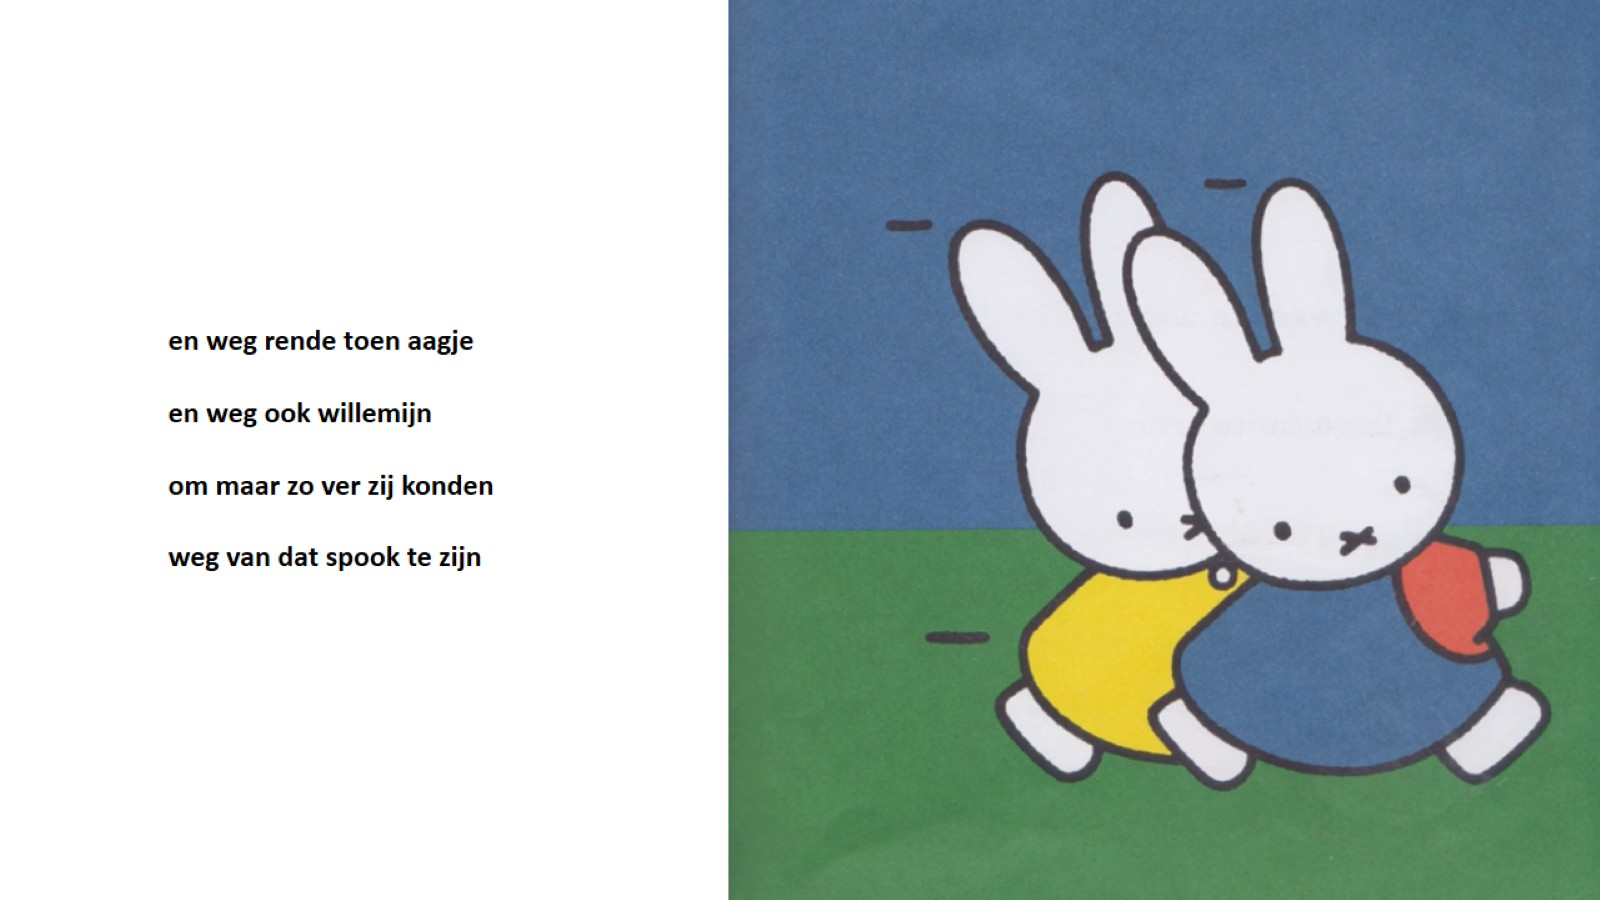 en weg rende toen aagje
en weg ook willemijn
om maar zo ver zij konden
weg van dat spook te zijn